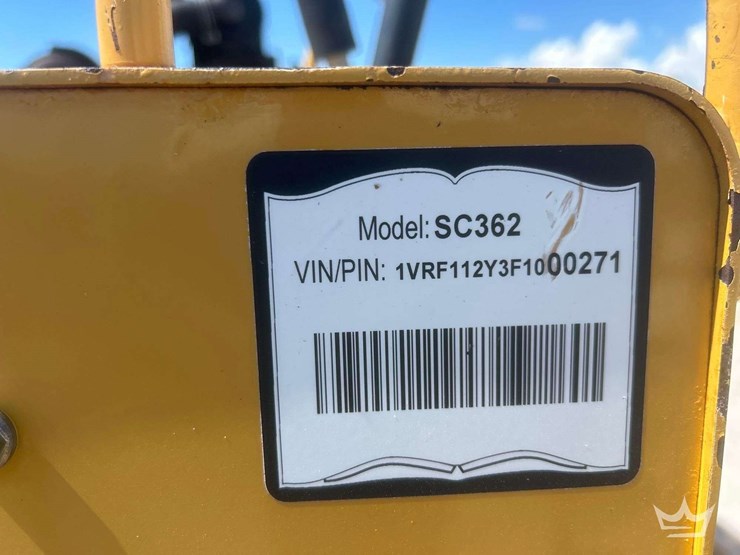 Model: SC362
VIN/PIN: 1VRF112Y3F1000271